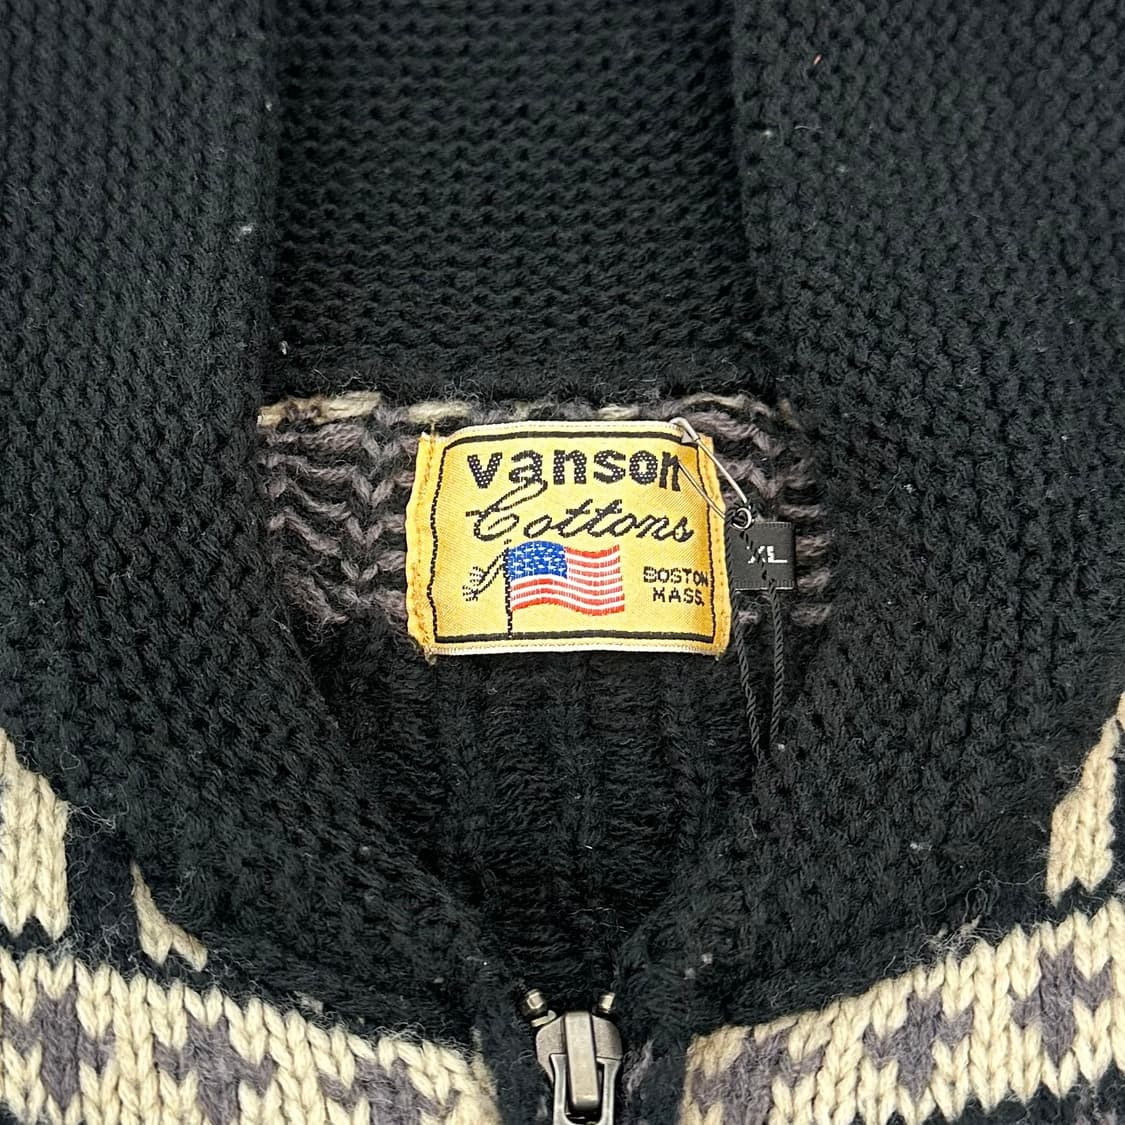 vanson
Cottons
BOSTON
MASS.
XL